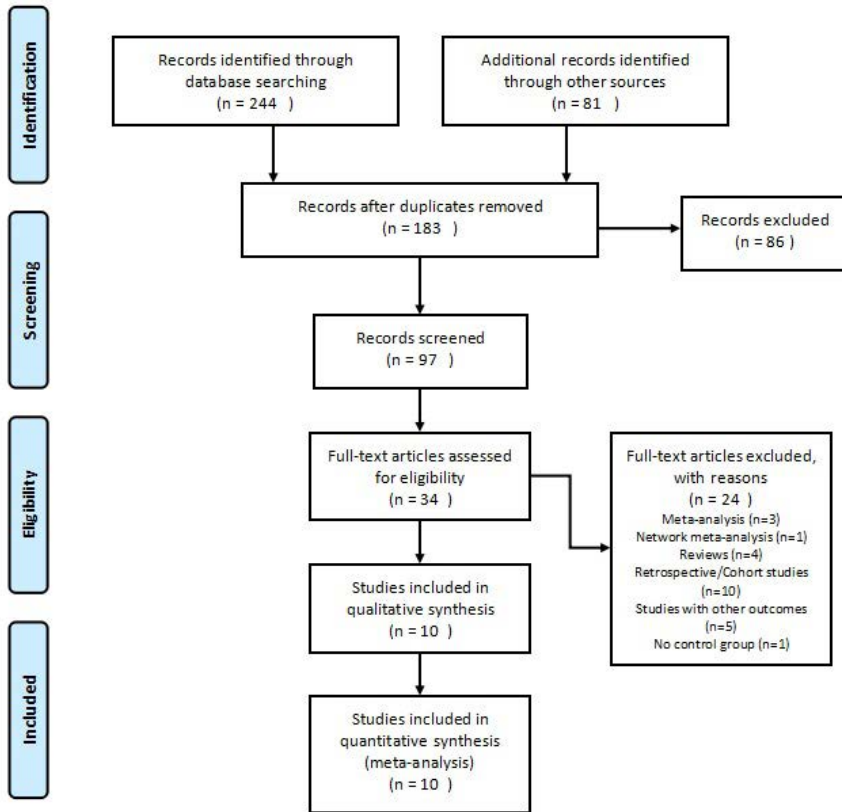 Identification
Records identified through
database searching
(n = 244 )
Additional records identified
through other sources
(n = 81 )
Records after duplicates removed
(n = 183 )
Records excluded
(n = 86 )
Screening
Records screened
(n = 97 )
Eligibility
Full-text articles assessed
for eligibility
(n = 34 )
Full-text articles excluded,
with reasons
(n = 24 )
Meta-analysis (n=3)
Network meta-analysis (n=1)
Reviews (n=4)
Retrospective/Cohort studies
(n=10)
Studies with other outcomes
(n=5)
No control group (n=1)
Studies included in
qualitative synthesis
(n = 10 )
Included
Studies included in
quantitative synthesis
(meta-analysis)
(n = 10 )